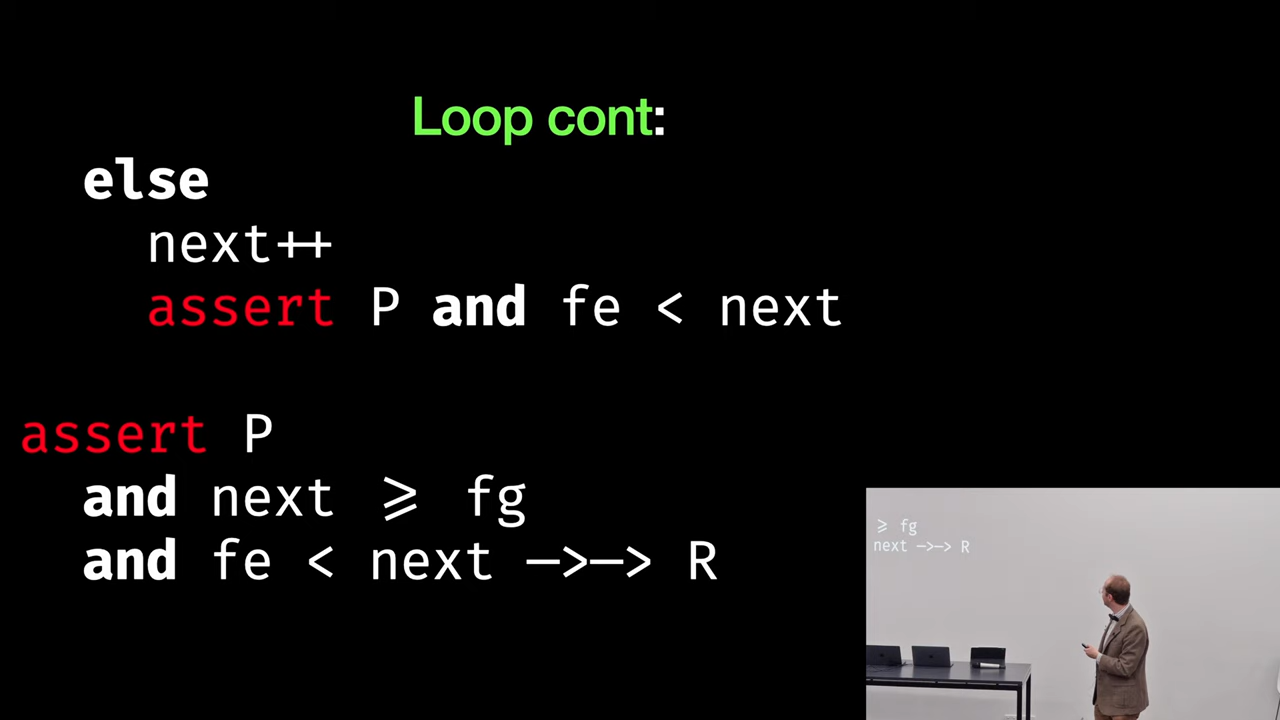 Loop cont:
else
next++
assert P and fe < next
assert P
and next ⩾ fg
and fe < next —>—> R
⩾ fg
next —>—> R